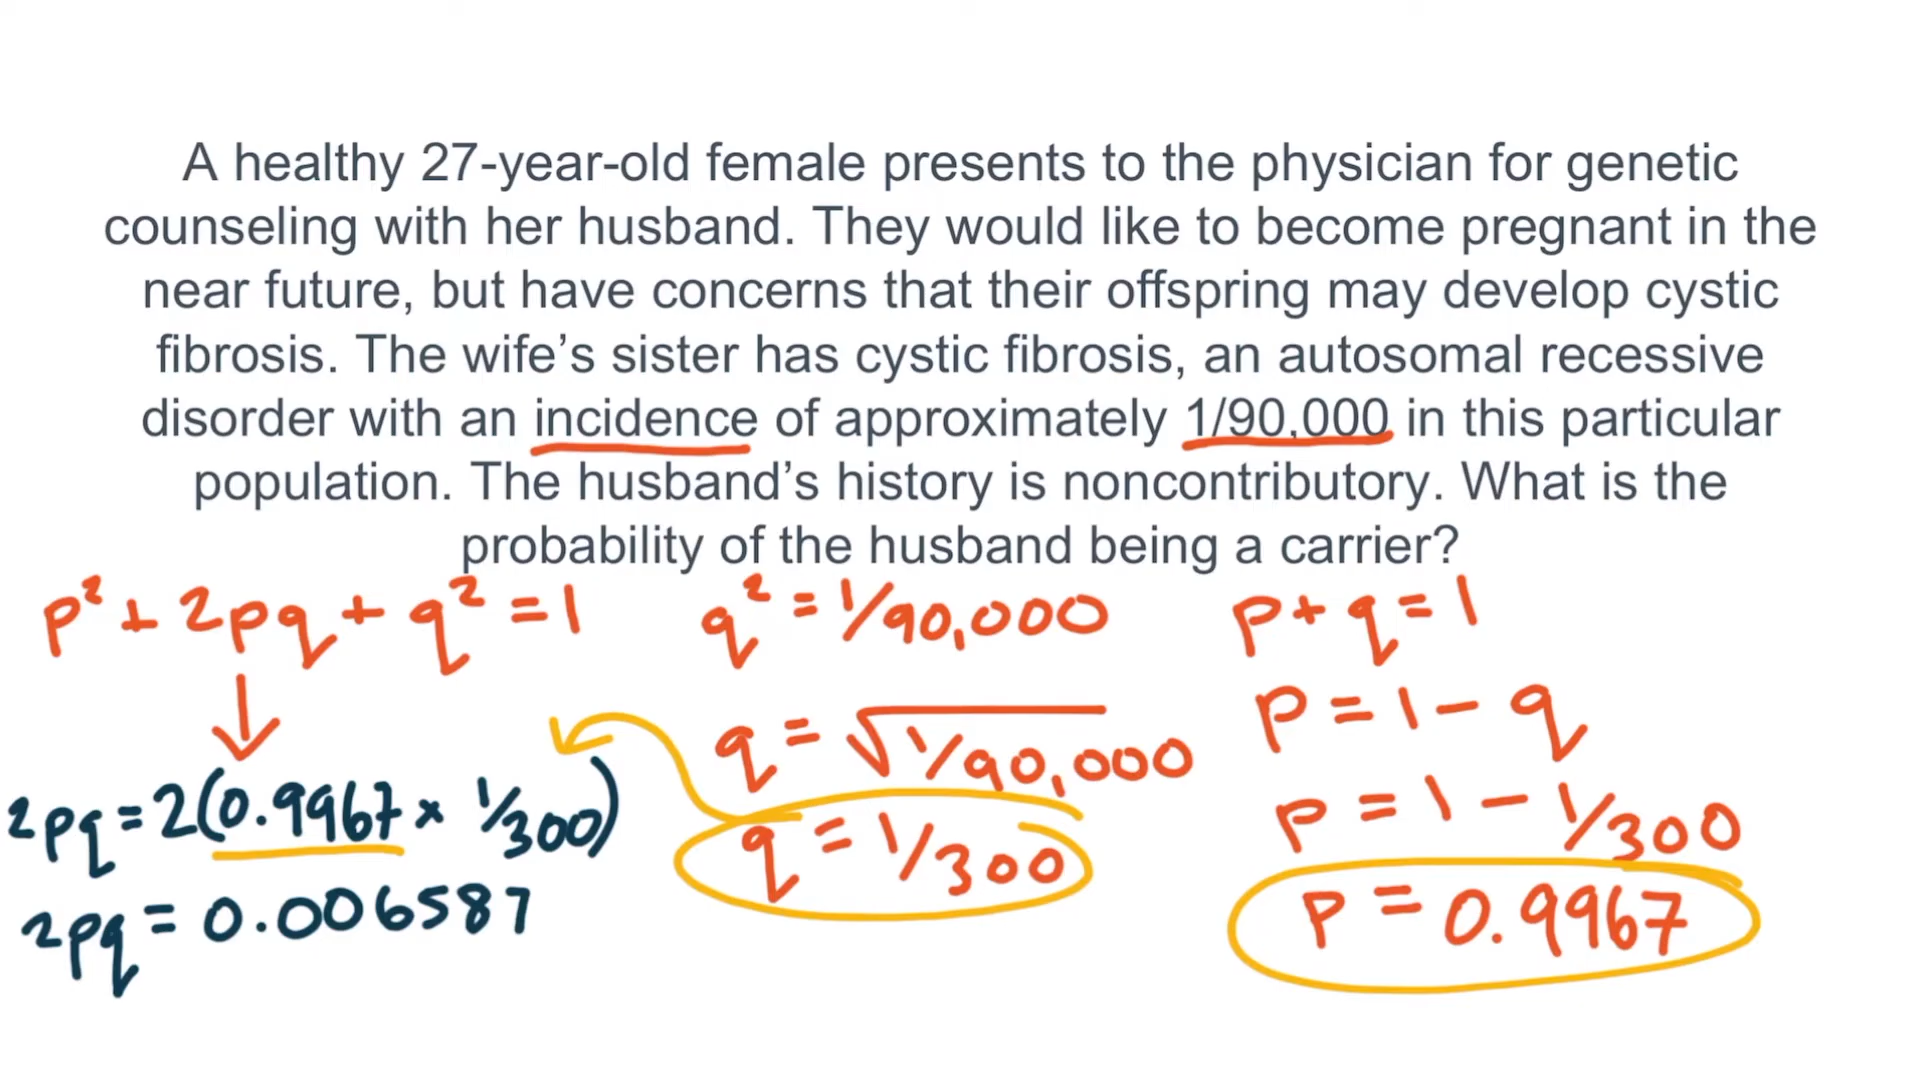 A healthy 27-year-old female presents to the physician for genetic
counseling with her husband. They would like to become pregnant in the
near future, but have concerns that their offspring may develop cystic
fibrosis. The wife’s sister has cystic fibrosis, an autosomal recessive
disorder with an incidence of approximately 1/90,000 in this particular
population. The husband’s history is noncontributory. What is the
probability of the husband being a carrier?
p² + 2pq + q² = 1
2pq = 2(0.9967 × 1/300)
2pq = 0.006587
q² = 1/90,000
q = √1/90,000
q = 1/300
p + q = 1
p = 1 - q
p = 1 - 1/300
p = 0.9967